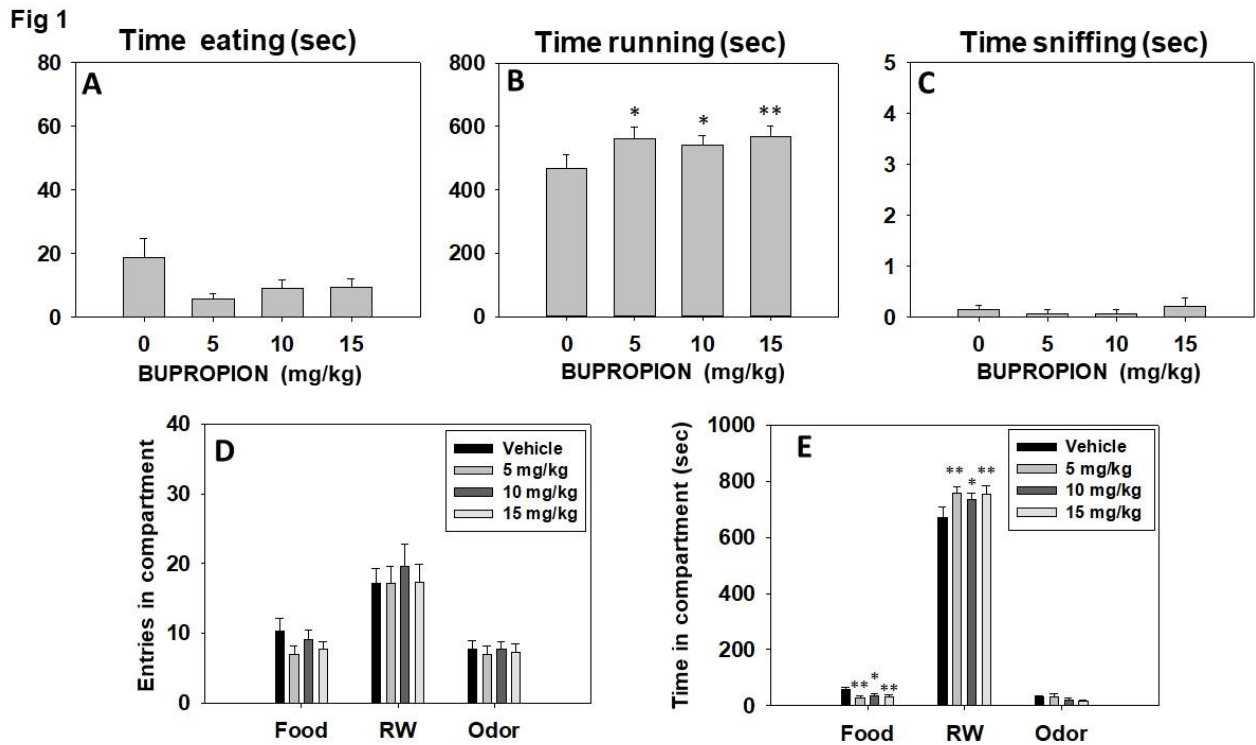 Fig 1
Time eating (sec)
A
80
60
40
20
0
0 5 10 15
BUPROPION (mg/kg)
Time running (sec)
B
800
600
400
200
0
* * **
0 5 10 15
BUPROPION (mg/kg)
Time sniffing (sec)
C
5
4
3
2
1
0
0 5 10 15
BUPROPION (mg/kg)
D
Entries in compartment
40
30
20
10
0
Vehicle
5 mg/kg
10 mg/kg
15 mg/kg
Food RW Odor
E
Time in compartment (sec)
1000
800
600
400
200
0
Vehicle
5 mg/kg
10 mg/kg
15 mg/kg
** * **
** * **
Food RW Odor